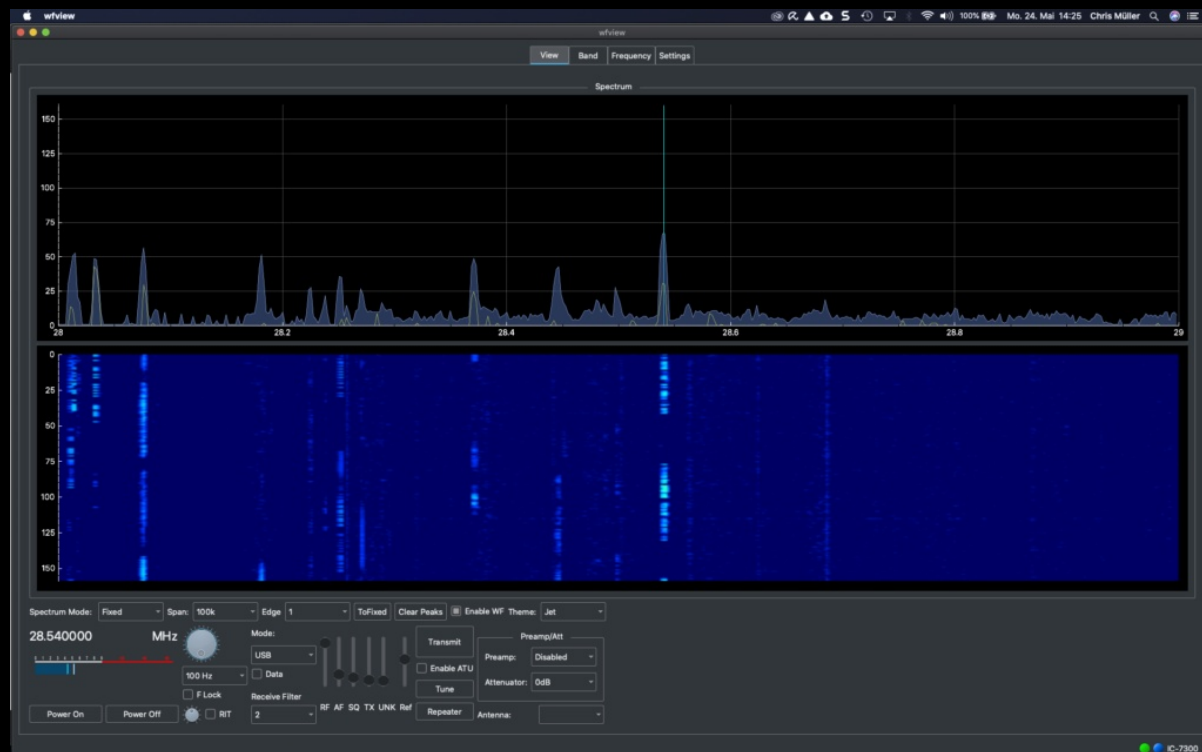 wfview 100% Mo. 24. Mai 14:25 Chris Müller
wfview
View Band Frequency Settings
Spectrum
150
125
100
75
50
25
0
28 28.2 28.4 28.6 28.8 29
0
25
50
75
100
125
150
Spectrum Mode: Fixed Span: 100k Edge 1 ToFixed Clear Peaks Enable WF Theme: Jet
28.540000 MHz
Mode:
USB
Data
100 Hz
F Lock
RIT
Receive Filter
2
Power On Power Off
RF AF SQ TX UNK Ref
Transmit
Enable ATU
Tune
Repeater
Preamp/Att
Preamp: Disabled
Attenuator: 0dB
Antenna:
IC-7300